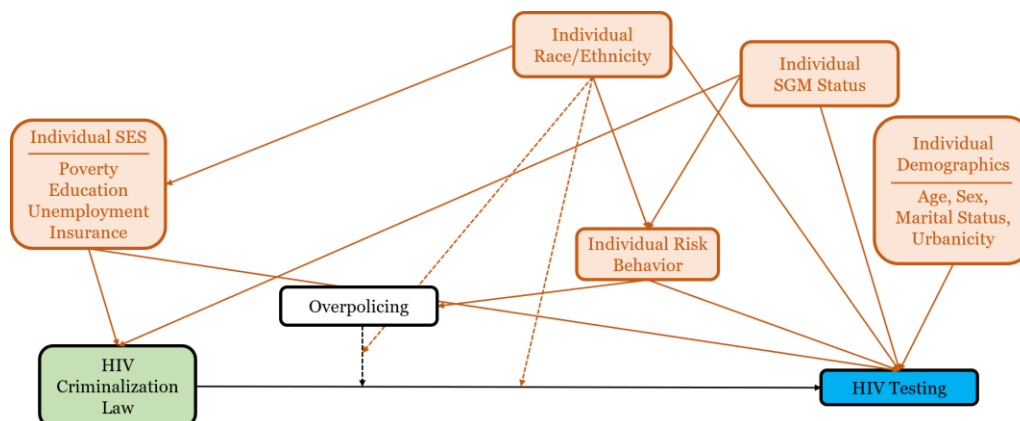 Individual
Race/Ethnicity
Individual
SGM Status
Individual SES
Poverty
Education
Unemployment
Insurance
Individual
Demographics
Age, Sex,
Marital Status,
Urbanicity
Individual Risk
Behavior
Overpolicing
HIV
Criminalization
Law
HIV Testing